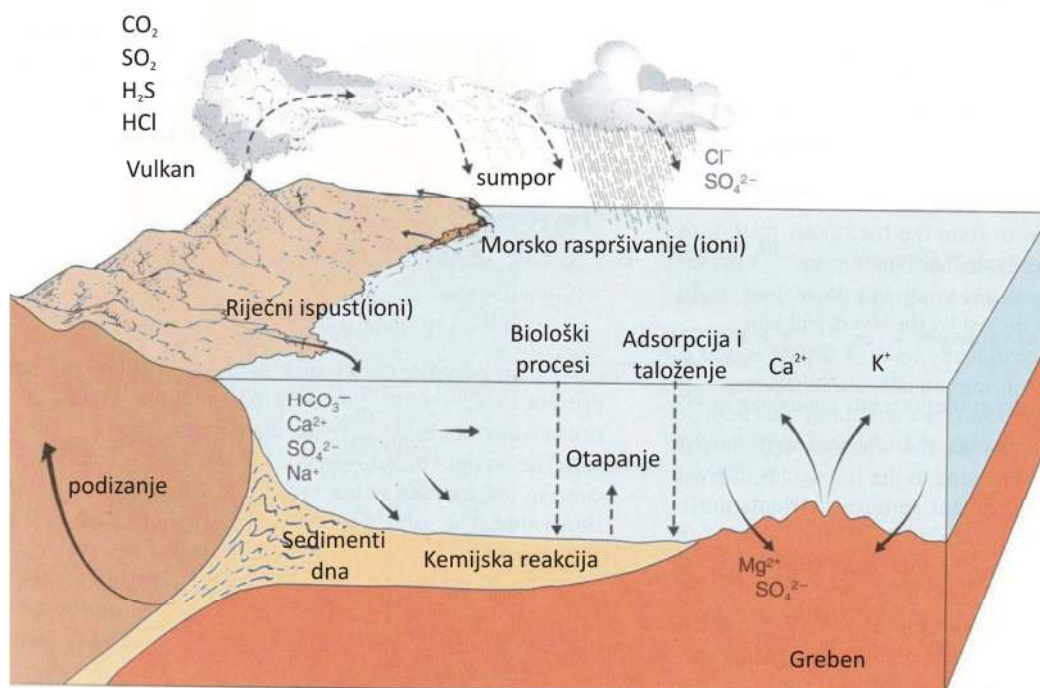 CO₂
SO₂
H₂S
HCl
Vulkan
sumpor
Cl⁻
SO₄²⁻
Morsko raspršivanje (ioni)
Riječni ispust(ioni)
Biološki
procesi
Adsorpcija i
taloženje
Ca²⁺
K⁺
HCO₃⁻
Ca²⁺
SO₄²⁻
Na⁺
podizanje
Otapanje
Sedimenti
dna
Kemijska reakcija
Mg²⁺
SO₄²⁻
Greben